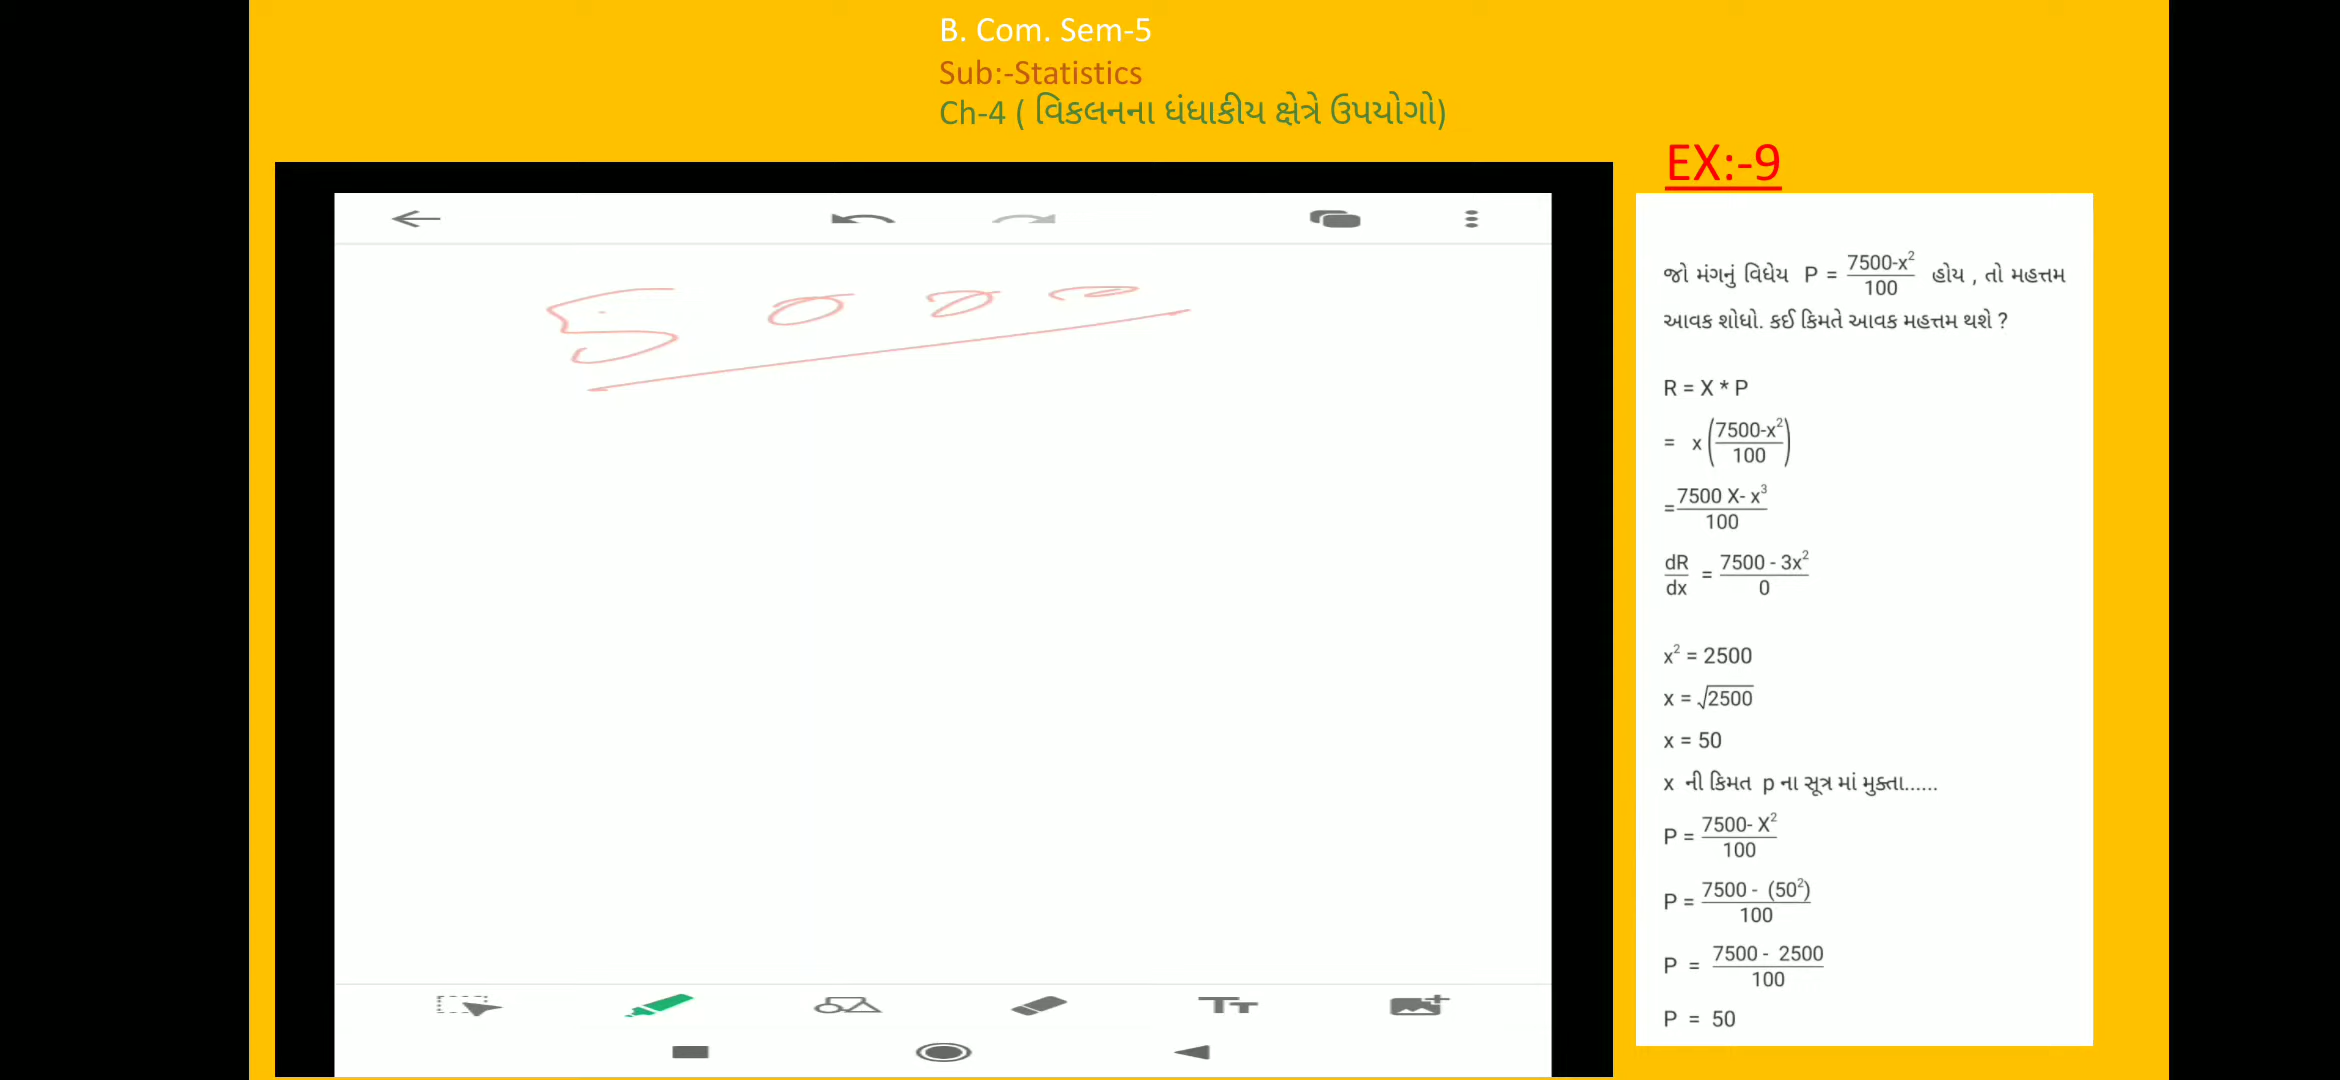 B. Com. Sem-5
Sub:-Statistics
Ch-4 ( વિકલનના ધંધાકીય ક્ષેત્રે ઉપયોગો)
EX:-9
5000
જો મંગનું વિધેય P = 7500-x²/100 હોય , તો મહત્તમ
આવક શોધો. કઈ કિમતે આવક મહત્તમ થશે ?
R = X * P
= x(7500-x²/100)
=7500 X- x³/100
dR/dx = 7500 - 3x²/0
x² = 2500
x = √2500
x = 50
x ની કિમત p ના સૂત્ર માં મુક્તા......
P = 7500- X²/100
P = 7500 - (50²)/100
P = 7500 - 2500/100
P = 50
Tт